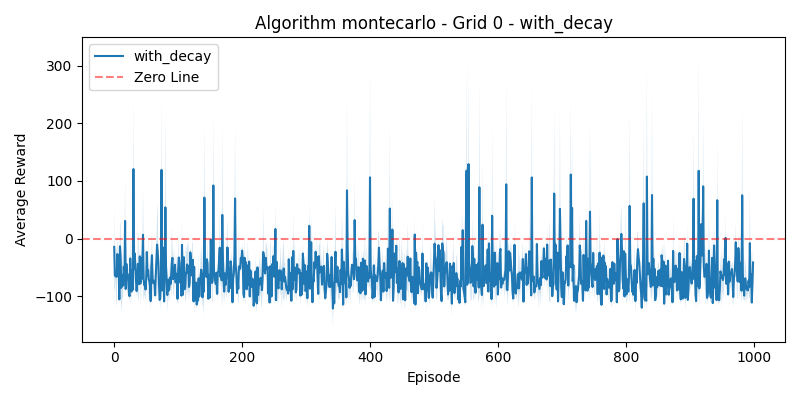 Algorithm montecarlo - Grid 0 - with_decay
with_decay
Zero Line
300
200
100
0
−100
Average Reward
0
200
400
600
800
1000
Episode